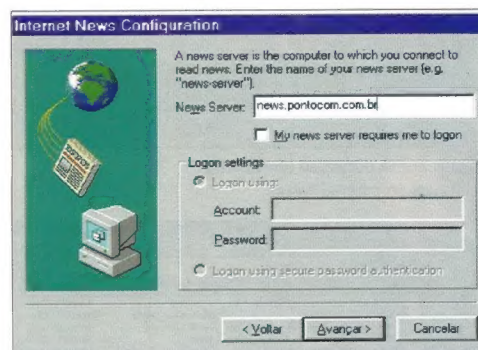 Internet News Configuration
A news server is the computer to which you connect to
read news. Enter the name of your news server (e.g.
"news-server").
News Server: news.pontocom.com.br
My news server requires me to logon
Logon settings
Logon using:
Account:
Password:
Logon using secure password authentication
< Voltar Avançar > Cancelar